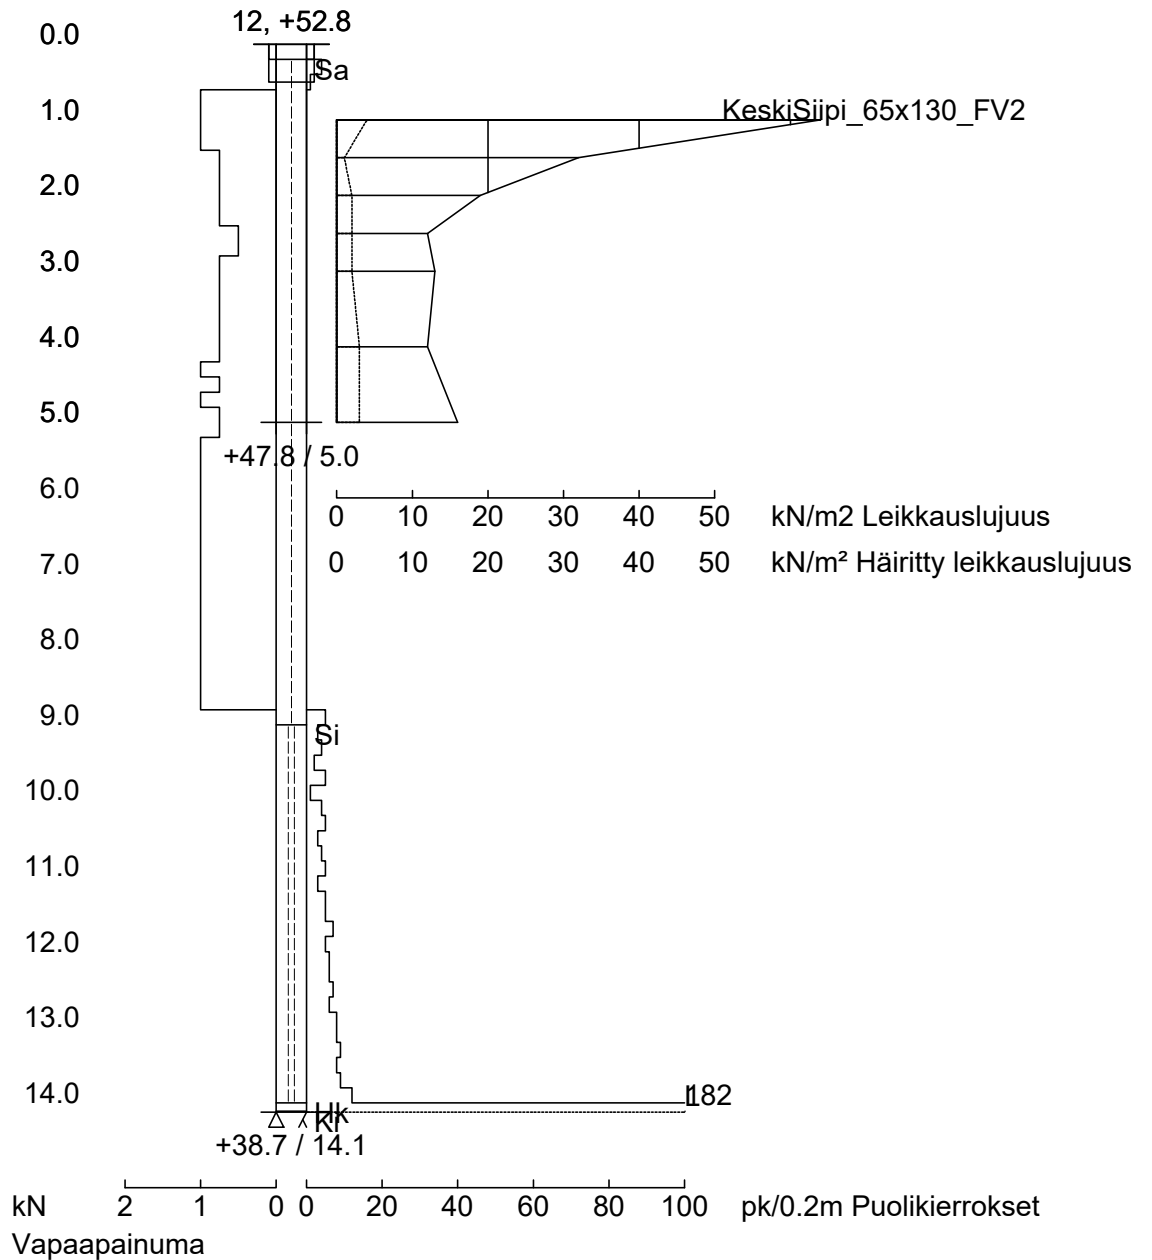 12, +52.8
0.0
Sa
1.0
KeskiSiipi_65x130_FV2
2.0
3.0
4.0
5.0
+47.8 / 5.0
6.0
0 10 20 30 40 50 kN/m2 Leikkauslujuus
7.0
0 10 20 30 40 50 kN/m² Häiritty leikkauslujuus
8.0
9.0
Si
10.0
11.0
12.0
13.0
14.0
182
Hk
+38.7 / 14.1
kN 2 1 0 0 20 40 60 80 100 pk/0.2m Puolikierrokset
Vapaapainuma